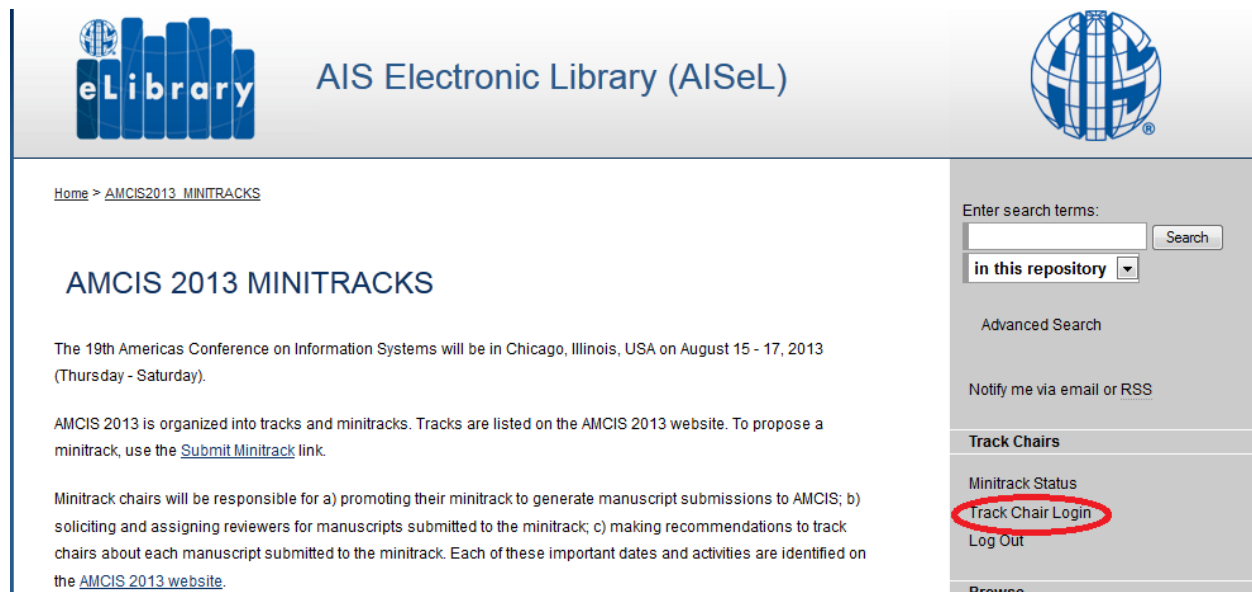 eLibrary
AIS Electronic Library (AISeL)
AIS
®
Home > AMCIS2013_MINITRACKS
AMCIS 2013 MINITRACKS
The 19th Americas Conference on Information Systems will be in Chicago, Illinois, USA on August 15 - 17, 2013
(Thursday - Saturday).
AMCIS 2013 is organized into tracks and minitracks. Tracks are listed on the AMCIS 2013 website. To propose a
minitrack, use the Submit Minitrack link.
Minitrack chairs will be responsible for a) promoting their minitrack to generate manuscript submissions to AMCIS; b)
soliciting and assigning reviewers for manuscripts submitted to the minitrack; c) making recommendations to track
chairs about each manuscript submitted to the minitrack. Each of these important dates and activities are identified on
the AMCIS 2013 website.
Enter search terms:
Search
in this repository
Advanced Search
Notify me via email or RSS
Track Chairs
Minitrack Status
Track Chair Login
Log Out
Browse